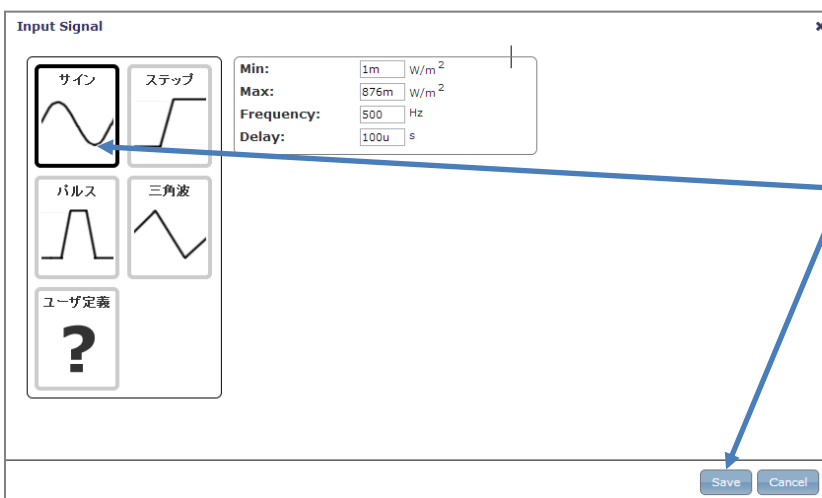 Input Signal
サイン
ステップ
パルス
三角波
ユーザ定義
?
Min: 1m W/m²
Max: 876m W/m²
Frequency: 500 Hz
Delay: 100u s
Save Cancel